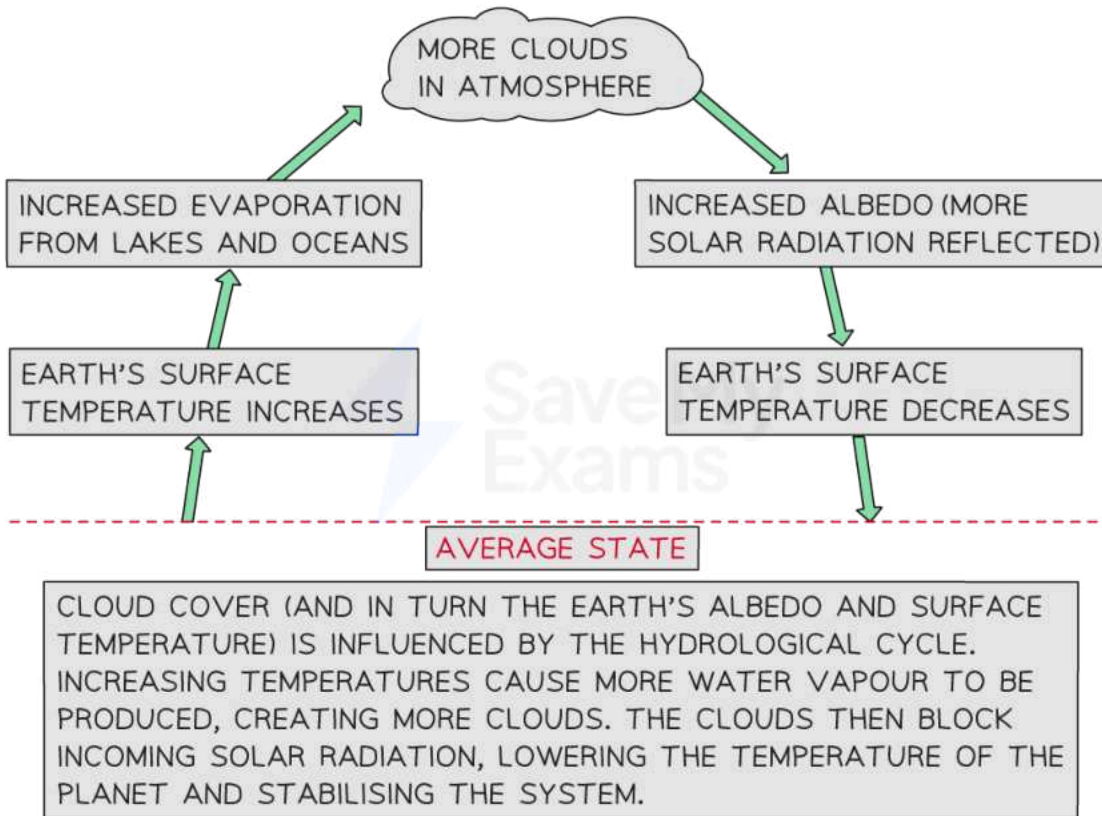 MORE CLOUDS
IN ATMOSPHERE
INCREASED EVAPORATION
FROM LAKES AND OCEANS
INCREASED ALBEDO (MORE
SOLAR RADIATION REFLECTED)
EARTH'S SURFACE
TEMPERATURE INCREASES
EARTH'S SURFACE
TEMPERATURE DECREASES
Save My
Exams
AVERAGE STATE
CLOUD COVER (AND IN TURN THE EARTH'S ALBEDO AND SURFACE
TEMPERATURE) IS INFLUENCED BY THE HYDROLOGICAL CYCLE.
INCREASING TEMPERATURES CAUSE MORE WATER VAPOUR TO BE
PRODUCED, CREATING MORE CLOUDS. THE CLOUDS THEN BLOCK
INCOMING SOLAR RADIATION, LOWERING THE TEMPERATURE OF THE
PLANET AND STABILISING THE SYSTEM.